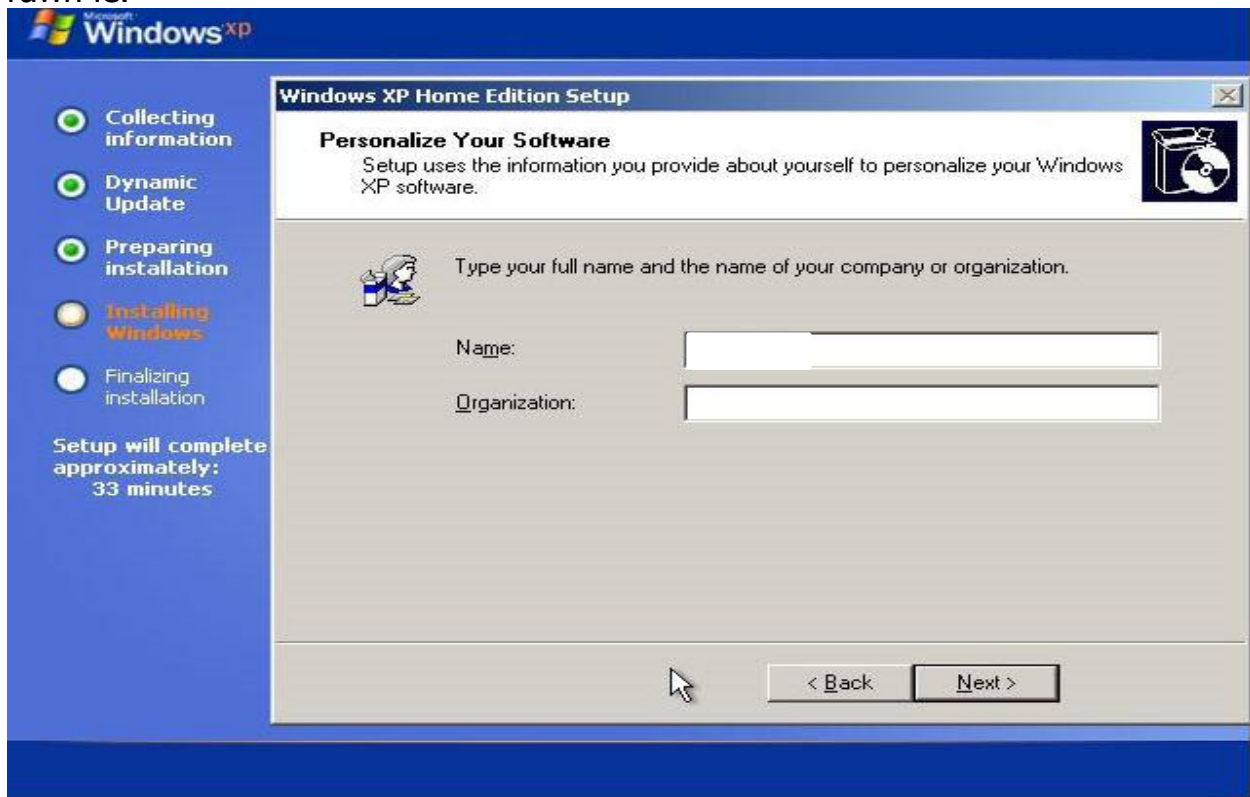 Microsoft
Windows xp
Collecting
information
Dynamic
Update
Preparing
installation
Installing
Windows
Finalizing
installation
Setup will complete
approximately:
33 minutes
Windows XP Home Edition Setup
Personalize Your Software
Setup uses the information you provide about yourself to personalize your Windows
XP software.
Type your full name and the name of your company or organization.
Name:
Organization:
< Back
Next >